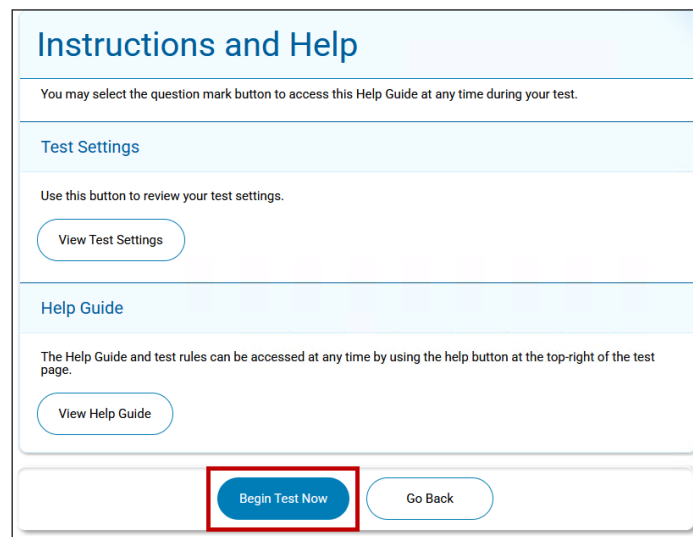 Instructions and Help
You may select the question mark button to access this Help Guide at any time during your test.
Test Settings
Use this button to review your test settings.
View Test Settings
Help Guide
The Help Guide and test rules can be accessed at any time by using the help button at the top-right of the test
page.
View Help Guide
Begin Test Now
Go Back